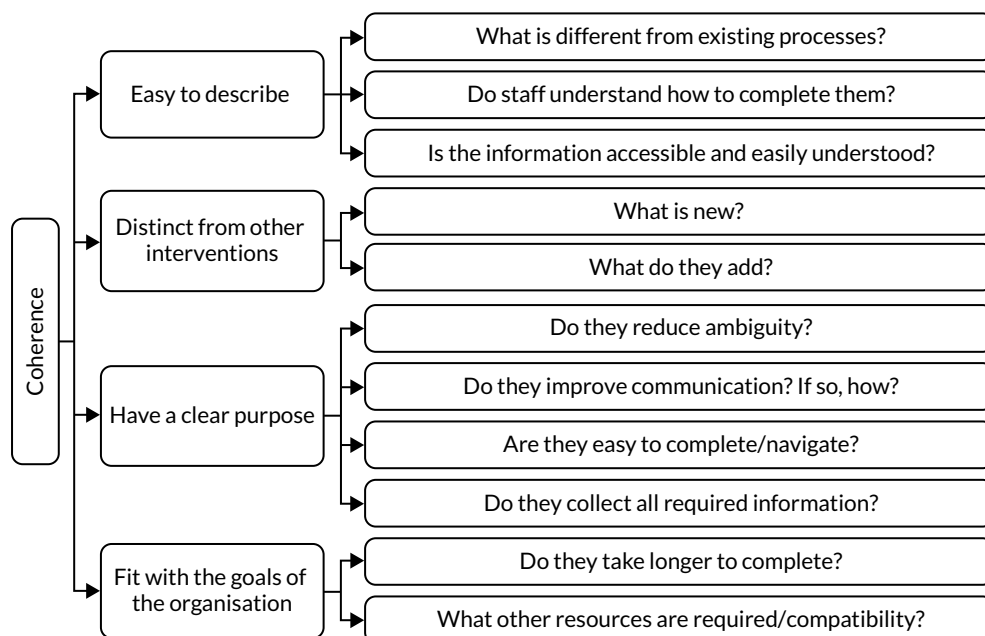 Coherence
Easy to describe
What is different from existing processes?
Do staff understand how to complete them?
Is the information accessible and easily understood?
Distinct from other
interventions
What is new?
What do they add?
Have a clear purpose
Do they reduce ambiguity?
Do they improve communication? If so, how?
Are they easy to complete/navigate?
Do they collect all required information?
Fit with the goals of
the organisation
Do they take longer to complete?
What other resources are required/compatibility?